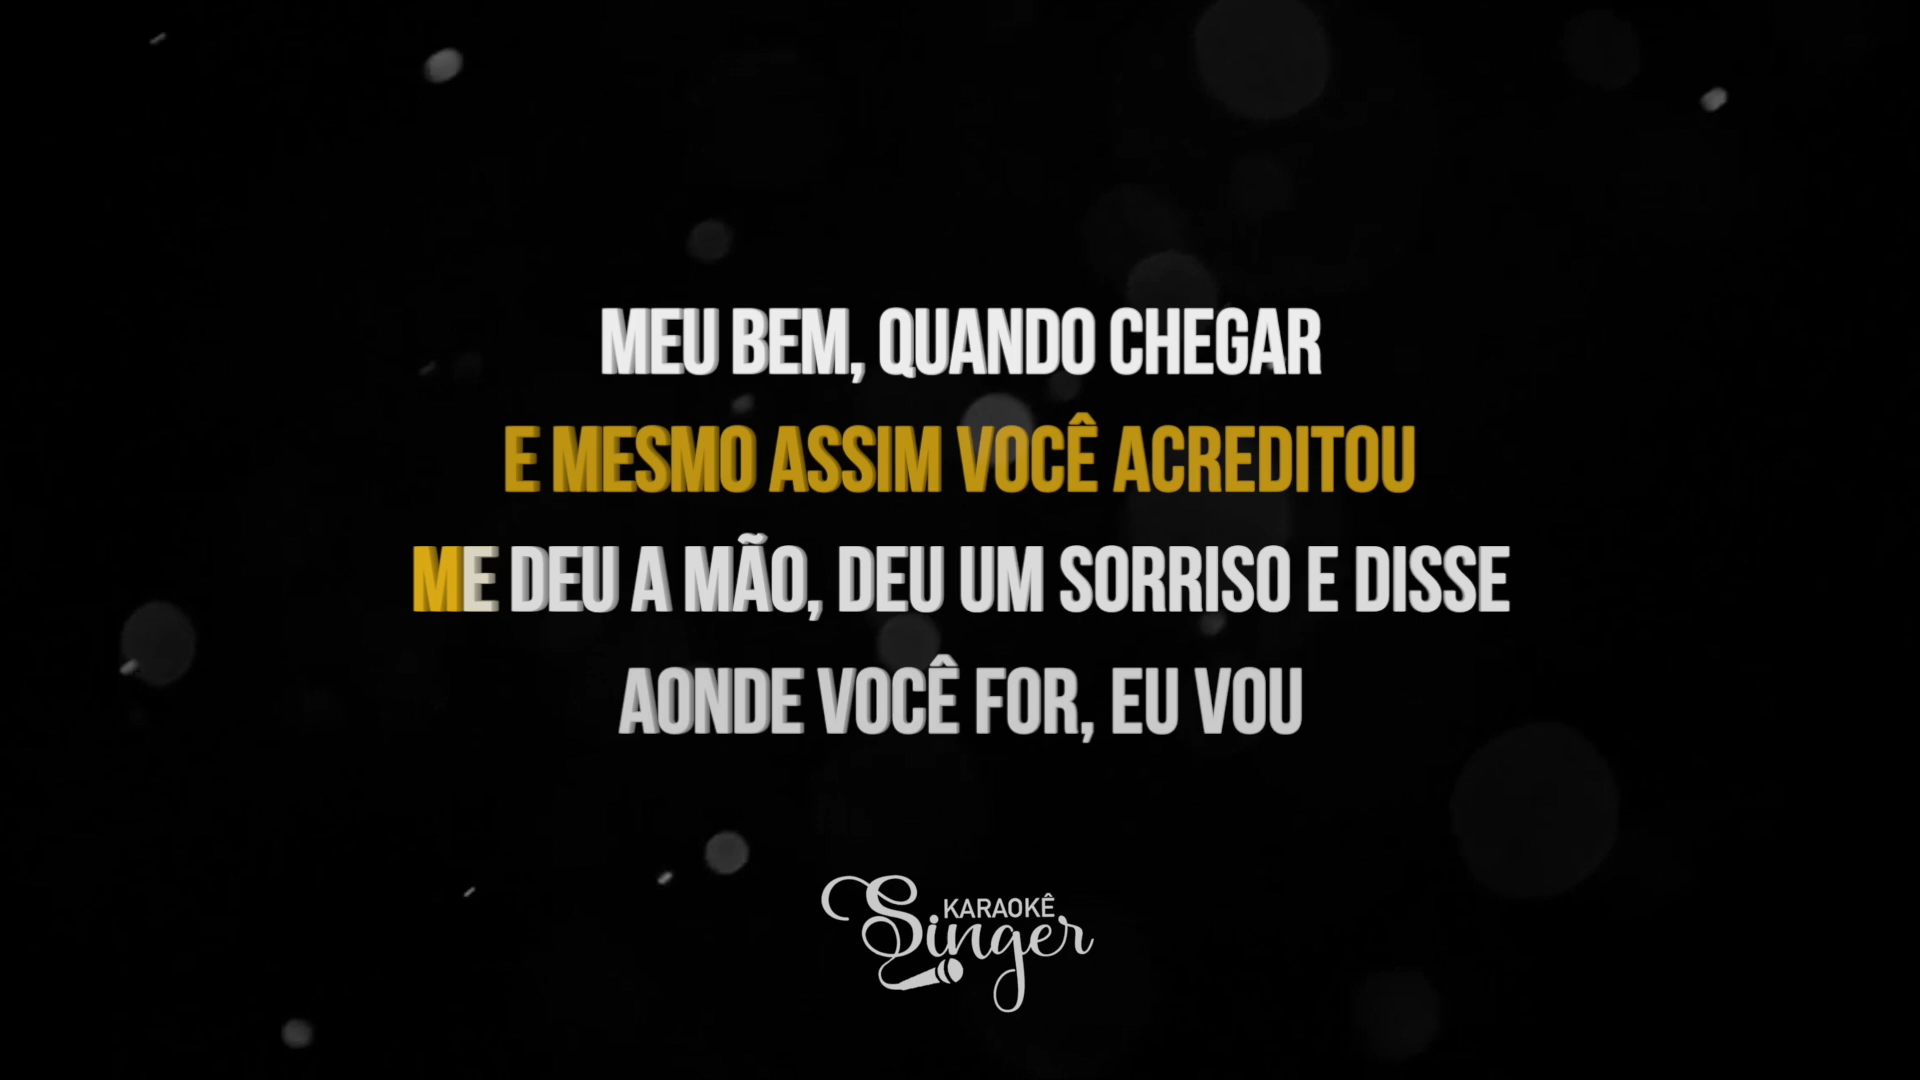 MEU BEM, QUANDO CHEGAR
E MESMO ASSIM VOCÊ ACREDITOU
ME DEU A MÃO, DEU UM SORRISO E DISSE
AONDE VOCÊ FOR, EU VOU
KARAOKÊ
Singer